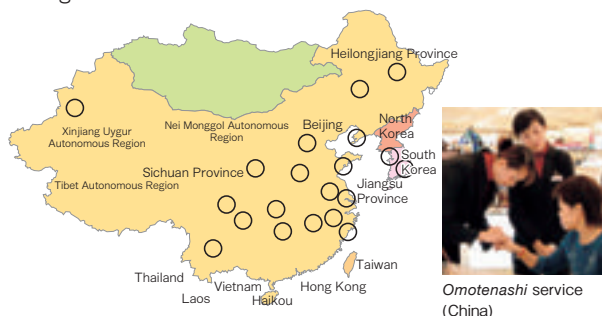 Heilongjiang Province
Xinjiang Uygur
Autonomous Region
Nei Monggol Autonomous
Region
Beijing
North
Korea
South
Korea
Sichuan Province
Tibet Autonomous Region
Jiangsu
Province
Taiwan
Hong Kong
Thailand
Vietnam
Laos
Haikou
Omotenashi service
(China)